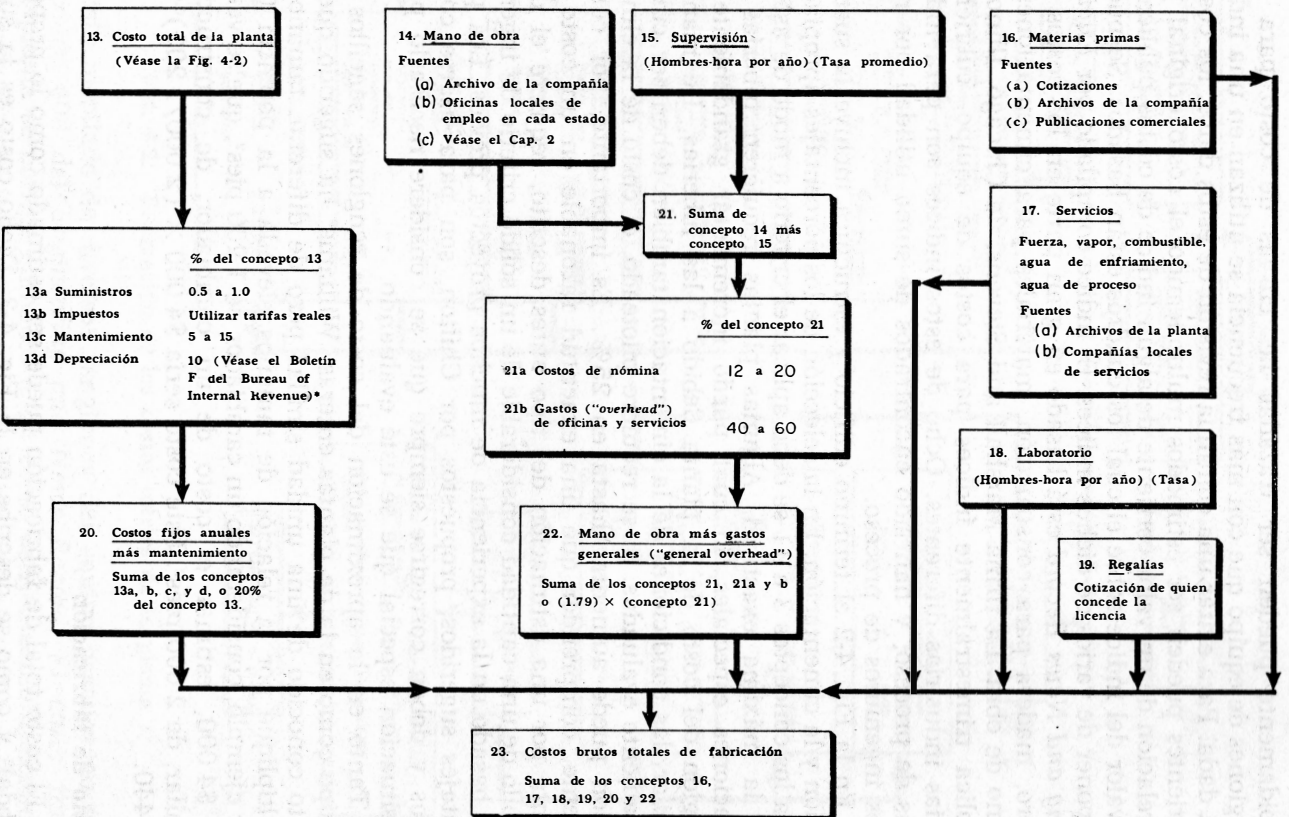 13. Costo total de la planta
(Véase la Fig. 4-2)
14. Mano de obra
Fuentes
(a) Archivo de la compañía
(b) Oficinas locales de
empleo en cada estado
(c) Véase el Cap. 2
15. Supervisión
(Hombres-hora por año) (Tasa promedio)
16. Materias primas
Fuentes
(a) Cotizaciones
(b) Archivos de la compañía
(c) Publicaciones comerciales
21. Suma de
concepto 14 más
concepto 15
17. Servicios
Fuerza, vapor, combustible,
agua de enfriamiento,
agua de proceso
Fuentes
(a) Archivos de la planta
(b) Compañías locales
de servicios
% del concepto 13
13a Suministros 0.5 a 1.0
13b Impuestos Utilizar tarifas reales
13c Mantenimiento 5 a 15
13d Depreciación 10 (Véase el Boletín
F del Bureau of
Internal Revenue)*
% del concepto 21
21a Costos de nómina 12 a 20
21b Gastos ("overhead")
de oficinas y servicios 40 a 60
18. Laboratorio
(Hombres-hora por año) (Tasa)
20. Costos fijos anuales
más mantenimiento
Suma de los conceptos
13a, b, c, y d, o 20%
del concepto 13.
22. Mano de obra más gastos
generales ("general overhead")
Suma de los conceptos 21, 21a y b
o (1.79) × (concepto 21)
19. Regalías
Cotización de quien
concede la
licencia
23. Costos brutos totales de fabricación
Suma de los conceptos 16,
17, 18, 19, 20 y 22